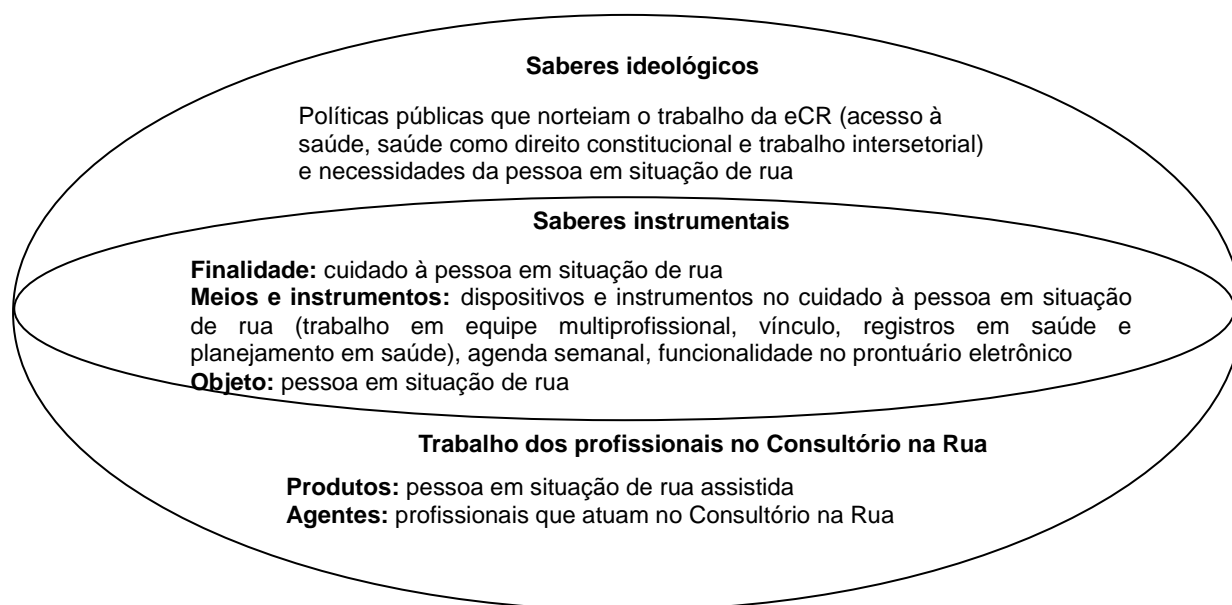 Saberes ideológicos
Políticas públicas que norteiam o trabalho da eCR (acesso à
saúde, saúde como direito constitucional e trabalho intersetorial)
e necessidades da pessoa em situação de rua
Saberes instrumentais
Finalidade: cuidado à pessoa em situação de rua
Meios e instrumentos: dispositivos e instrumentos no cuidado à pessoa em situação
de rua (trabalho em equipe multiprofissional, vínculo, registros em saúde e
planejamento em saúde), agenda semanal, funcionalidade no prontuário eletrônico
Objeto: pessoa em situação de rua
Trabalho dos profissionais no Consultório na Rua
Produtos: pessoa em situação de rua assistida
Agentes: profissionais que atuam no Consultório na Rua